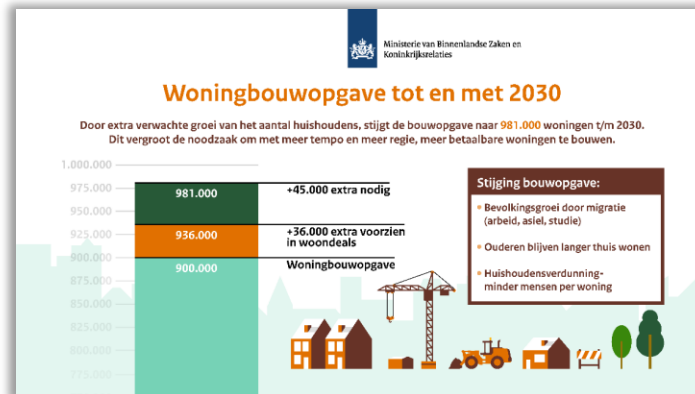 Ministerie van Binnenlandse Zaken en
Koninkrijksrelaties
Woningbouwopgave tot en met 2030
Door extra verwachte groei van het aantal huishoudens, stijgt de bouwopgave naar 981.000 woningen t/m 2030.
Dit vergroot de noodzaak om met meer tempo en meer regie, meer betaalbare woningen te bouwen.
1.000.000
975.000
950.000
925.000
900.000
875.000
850.000
825.000
800.000
775.000
981.000
936.000
900.000
+45.000 extra nodig
+36.000 extra voorzien
in woondeals
Woningbouwopgave
Stijging bouwopgave:
• Bevolkingsgroei door migratie
(arbeid, asiel, studie)
• Ouderen blijven langer thuis wonen
• Huishoudensverdunning-
minder mensen per woning